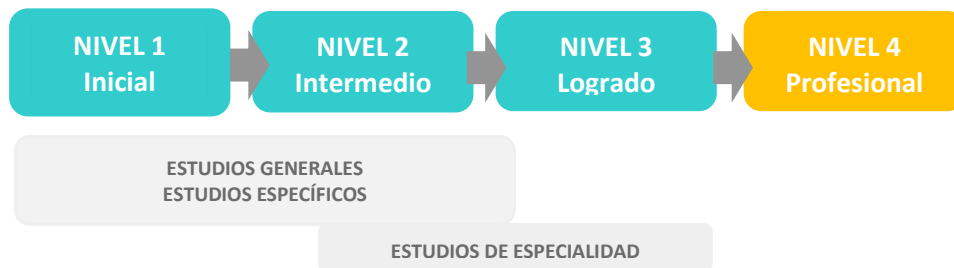 NIVEL 1
Inicial
NIVEL 2
Intermedio
NIVEL 3
Logrado
NIVEL 4
Profesional
ESTUDIOS GENERALES
ESTUDIOS ESPECÍFICOS
ESTUDIOS DE ESPECIALIDAD